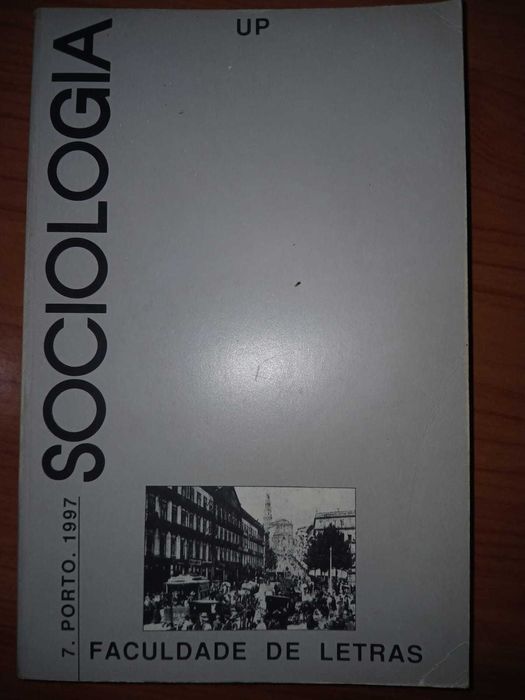 UP
SOCIOLOGIA
7. PORTO. 1997
FACULDADE DE LETRAS